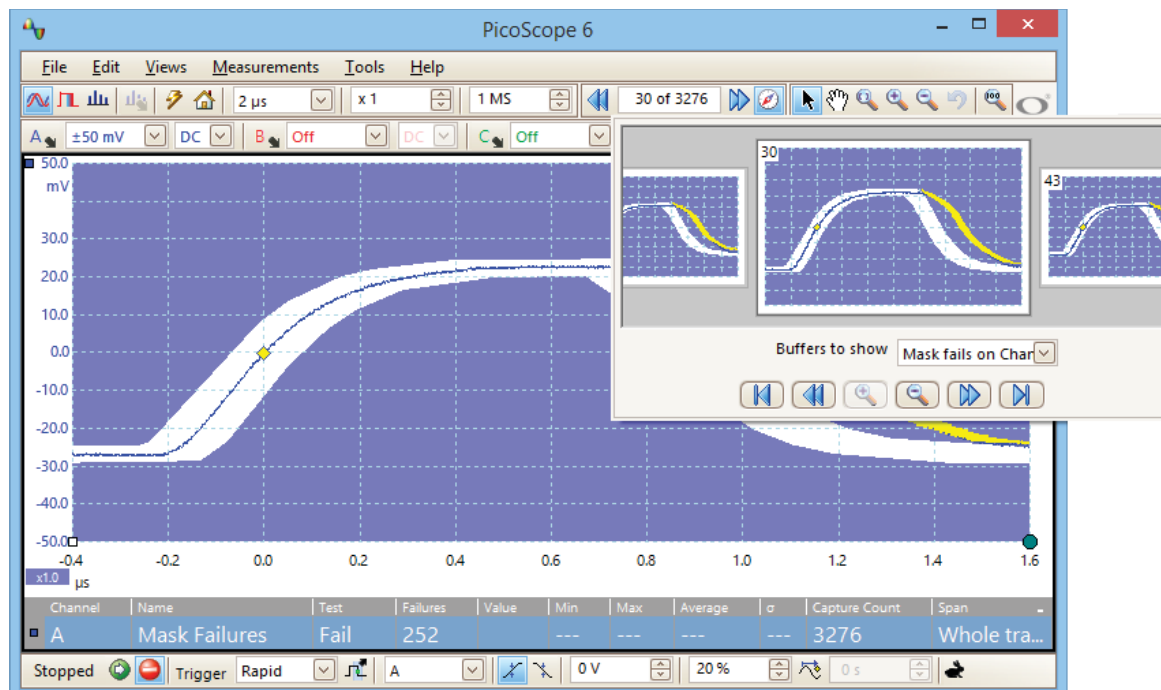 PicoScope 6
File Edit Views Measurements Tools Help
2 µs x 1 1 MS 30 of 3276
A ±50 mV DC B Off DC C Off
50.0
mV
30.0
20.0
10.0
0.0
-10.0
-20.0
-30.0
-40.0
-50.0
-0.4 -0.2 0.0 0.2 0.4 0.6 0.8 1.0 1.2 1.4 1.6
x1.0 µs
30
43
Buffers to show Mask fails on Chan
Channel Name Test Failures Value Min Max Average σ Capture Count Span
A Mask Failures Fail 252 --- --- --- --- 3276 Whole tra...
Stopped Trigger Rapid A 0 V 20 % 0 s